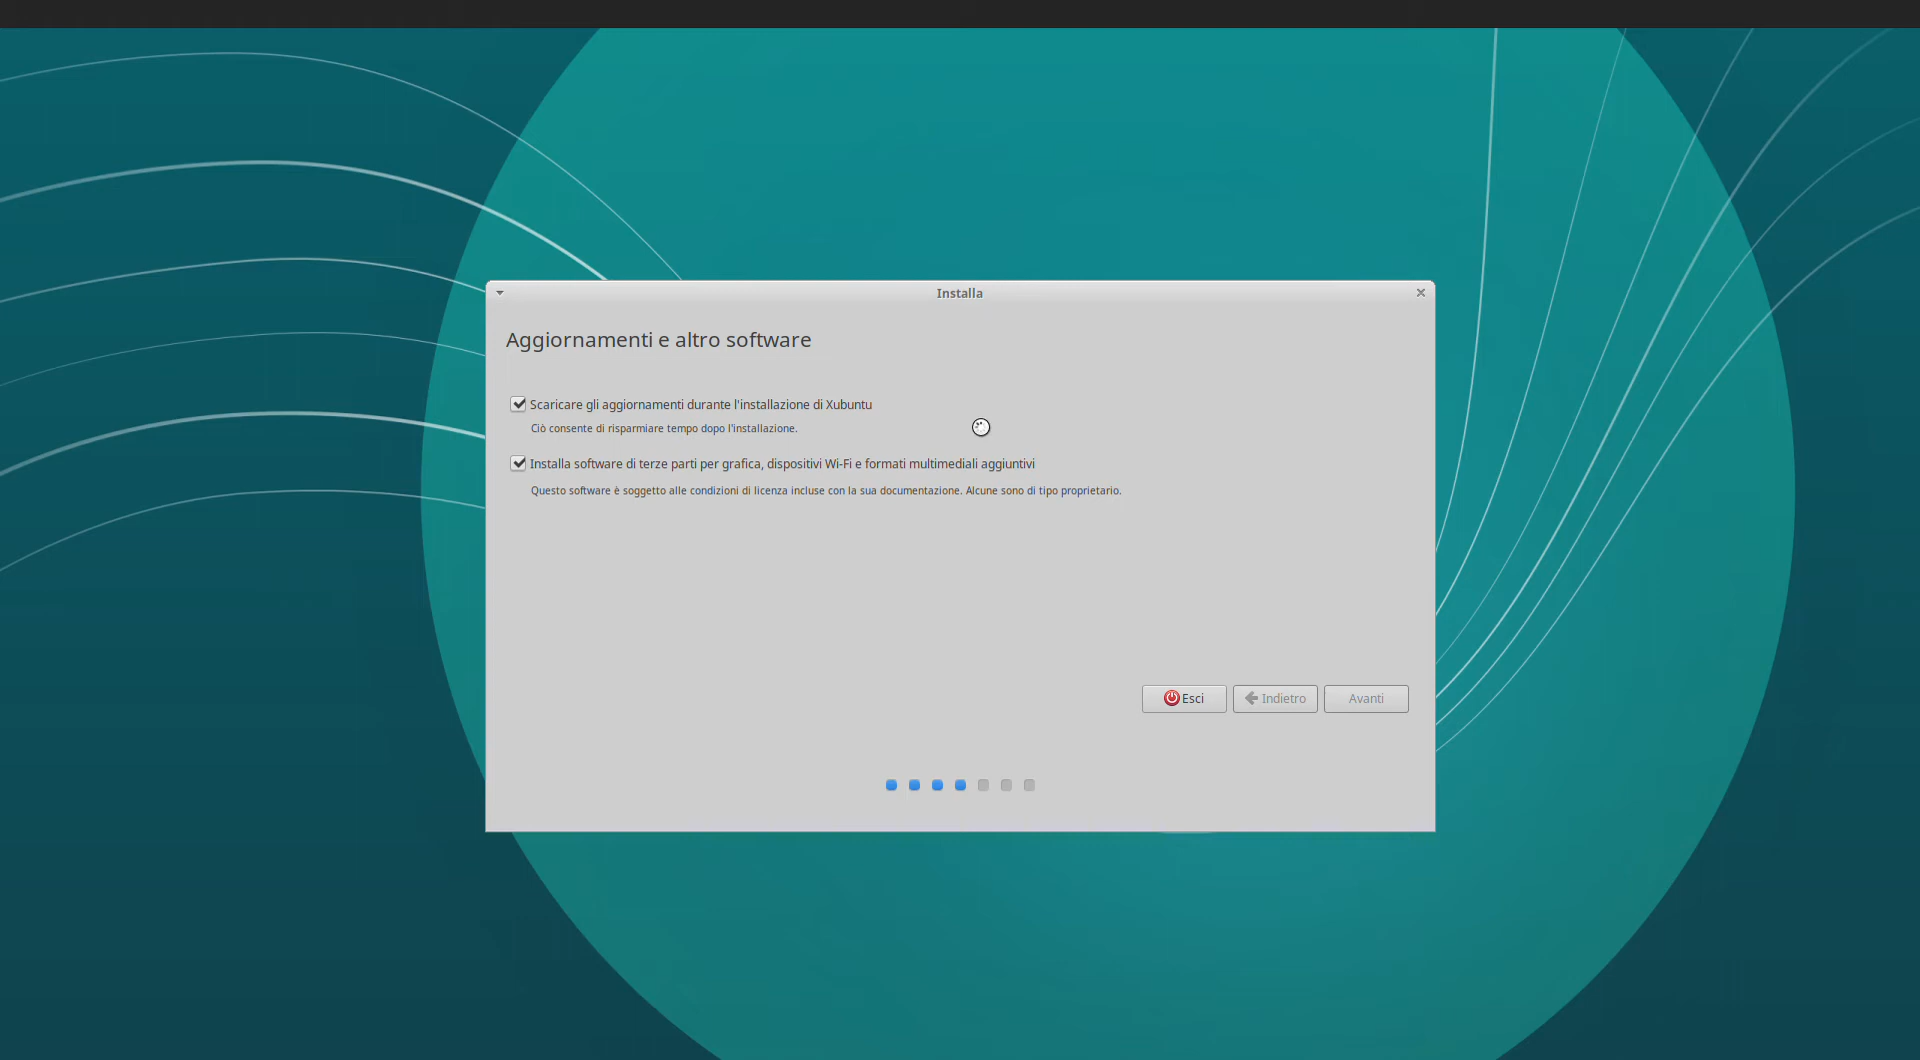 Installa
Aggiornamenti e altro software
Scaricare gli aggiornamenti durante l'installazione di Xubuntu
Ciò consente di risparmiare tempo dopo l'installazione.
Installa software di terze parti per grafica, dispositivi Wi-Fi e formati multimediali aggiuntivi
Questo software è soggetto alle condizioni di licenza incluse con la sua documentazione. Alcune sono di tipo proprietario.
Esci
Indietro
Avanti